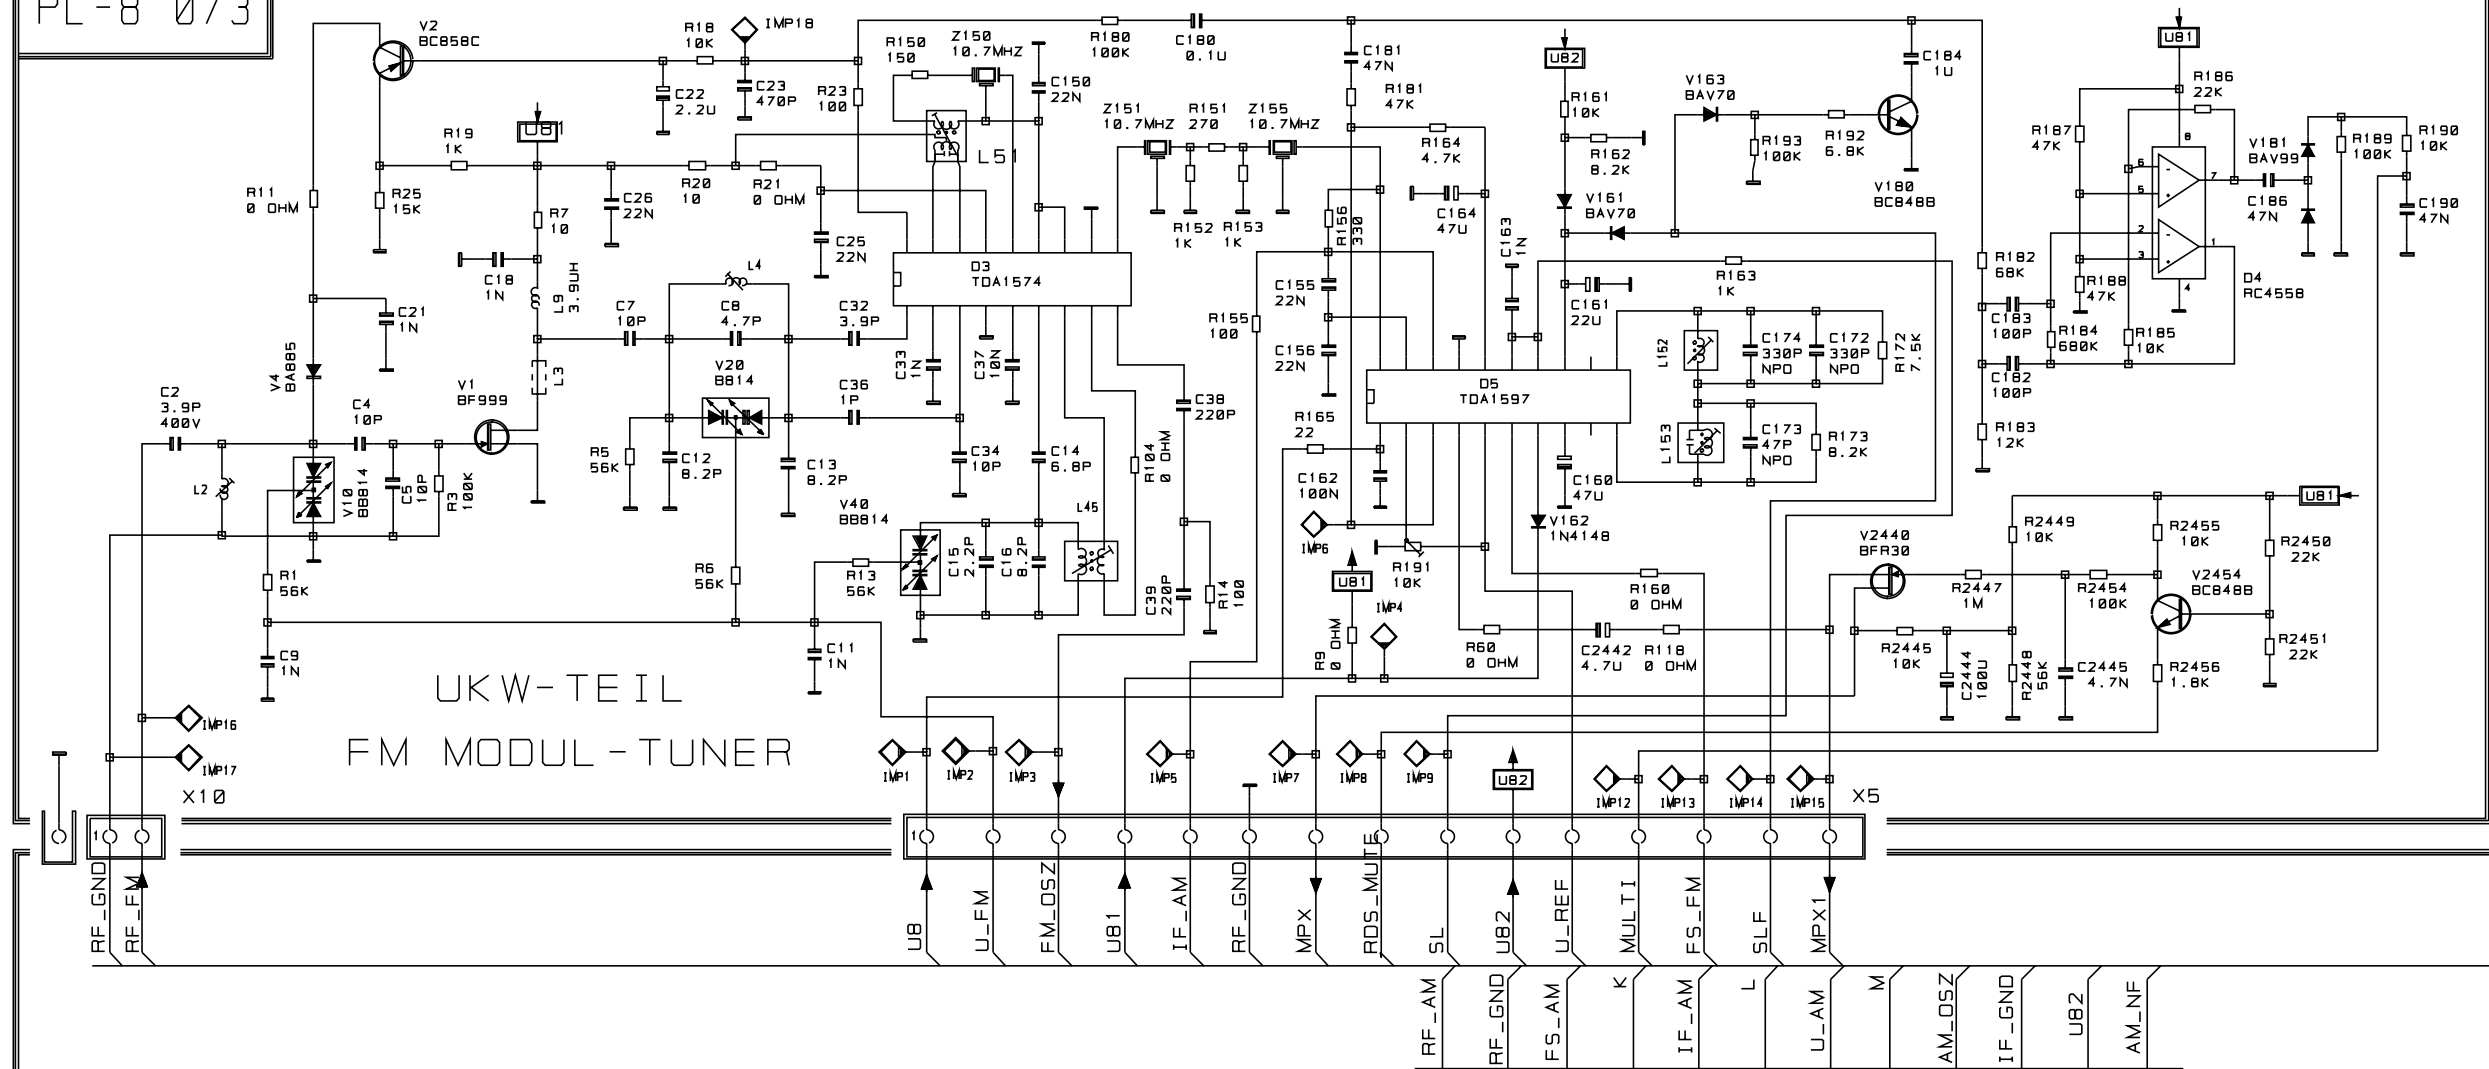 PL-8 073
V2
BC858C
R18
10K
IMP18
R150
150
Z150
10.7MHZ
R180
100K
C180
0.1U
C181
47N
U82
C184
1U
U81
R186
22K
C22
2.2U
C23
470P
R23
100
C150
22N
R181
47K
V163
BAV70
R161
10K
Z151
10.7MHZ
R151
270
Z155
10.7MHZ
R164
4.7K
R162
8.2K
R193
100K
R192
6.8K
V180
BC848B
R187
47K
8
6
-
5
+
7
2
-
3
+
1
4
V181
BAV99
R189
100K
R190
10K
U81
R19
1K
L51
R11
0 OHM
R25
15K
R7
10
C26
22N
R20
10
R21
0 OHM
C25
22N
R152
1K
R153
1K
R156
330
C164
47U
C163
1N
V161
BAV70
C186
47N
C190
47N
C18
1N
L9
3.9UH
L4
D3
TDA1574
C155
22N
R163
1K
C161
22U
R182
68K
C183
100P
R188
47K
D4
RC4558
C21
1N
C7
10P
C8
4.7P
C32
3.9P
R155
100
C156
22N
R184
680K
R185
10K
V4
BA885
L3
V20
B814
C33
1N
C37
10N
L152
C174
330P
NPO
C172
330P
NPO
R172
7.5K
C182
100P
C2
3.9P
400V
C4
10P
V1
BF999
C36
1P
C38
220P
D5
TDA1597
R165
22
L153
C173
47P
NPO
R173
8.2K
R183
12K
L2
V10
BB814
C5
10P
R3
100K
R5
56K
C12
8.2P
C13
8.2P
C34
10P
C14
6.8P
R104
0 OHM
C162
100N
C160
47U
V40
BB814
L45
IMP6
V162
1N4148
U81
R1
56K
R6
56K
R13
56K
C15
2.2P
C16
8.2P
C39
220P
R14
100
U81
R191
10K
IMP4
R160
0 OHM
V2440
BFR30
R2449
10K
R2455
10K
R2450
22K
R2447
1M
R2454
100K
V2454
BC848B
C9
1N
C11
1N
R9
0 OHM
R60
0 OHM
C2442
4.7U
R118
0 OHM
R2445
10K
C2444
100U
R2448
56K
C2445
4.7N
R2456
1.8K
R2451
22K
UKW-TEIL
FM MODUL-TUNER
IMP16
IMP17
X10
IMP1
IMP2
IMP3
IMP5
IMP7
IMP8
IMP9
U82
IMP12
IMP13
IMP14
IMP15
X5
1
1
RF_GND
RF_FM
U8
U_FM
FM_OSZ
U81
IF_AM
RF_GND
MPX
RDS_MUTE
SL
U82
U_REF
MULTI
FS_FM
SLF
MPX1
RF_AM
RF_GND
FS_AM
K
IF_AM
L
U_AM
M
AM_OSZ
IF_GND
U82
AM_NF